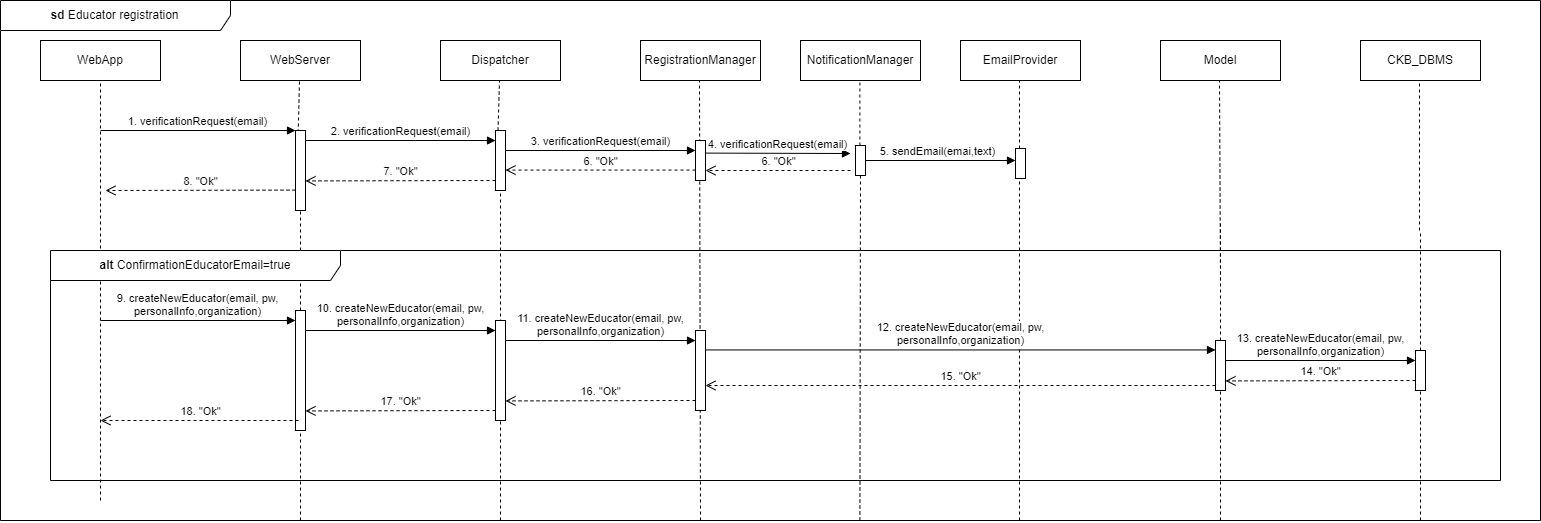 sd Educator registration
WebApp
WebServer
Dispatcher
RegistrationManager
NotificationManager
EmailProvider
Model
CKB_DBMS
1. verificationRequest(email)
2. verificationRequest(email)
3. verificationRequest(email)
4. verificationRequest(email)
5. sendEmail(emai,text)
6. "Ok"
6. "Ok"
7. "Ok"
8. "Ok"
alt ConfirmationEducatorEmail=true
9. createNewEducator(email, pw,
personalInfo,organization)
10. createNewEducator(email, pw,
personalInfo,organization)
11. createNewEducator(email, pw,
personalInfo,organization)
12. createNewEducator(email, pw,
personalInfo,organization)
13. createNewEducator(email, pw,
personalInfo,organization)
14. "Ok"
15. "Ok"
16. "Ok"
17. "Ok"
18. "Ok"